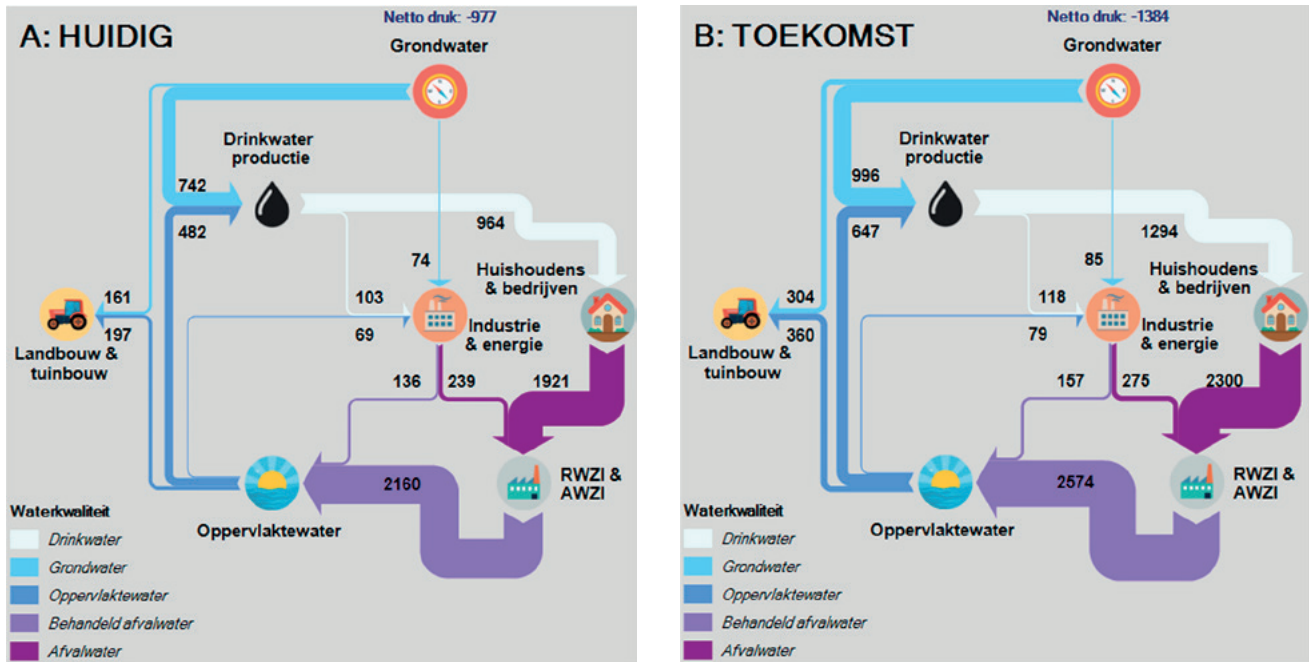 A: HUIDIG
Netto druk: -977
Grondwater
Drinkwater
productie
742
482
964
74
Huishoudens
& bedrijven
161
197
103
69
Industrie
& energie
Landbouw &
tuinbouw
136
239
1921
2160
RWZI &
AWZI
Oppervlaktewater
Waterkwaliteit
Drinkwater
Grondwater
Oppervlaktewater
Behandeld afvalwater
Afvalwater
B: TOEKOMST
Netto druk: -1384
Grondwater
Drinkwater
productie
996
647
1294
85
Huishoudens
& bedrijven
304
360
118
79
Industrie
& energie
Landbouw &
tuinbouw
157
275
2300
2574
RWZI &
AWZI
Oppervlaktewater
Waterkwaliteit
Drinkwater
Grondwater
Oppervlaktewater
Behandeld afvalwater
Afvalwater